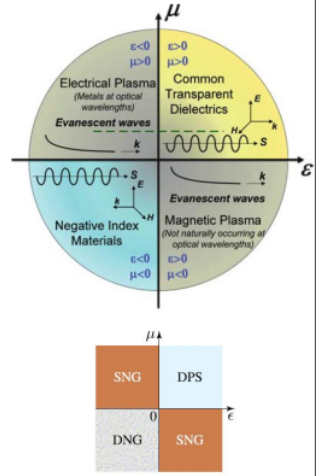 μ
ε<0 ε>0
μ>0 μ>0
Electrical Plasma
(Metals at optical
wavelengths)
Evanescent waves
k
Common
Transparent
Dielectrics
E
H
k
S
ε
S
E
k
H
Negative Index
Materials
k
Evanescent waves
Magnetic Plasma
(Not naturally occurring at
optical wavelengths)
ε<0 ε>0
μ<0 μ<0
μ
SNG DPS
0 ϵ
DNG SNG